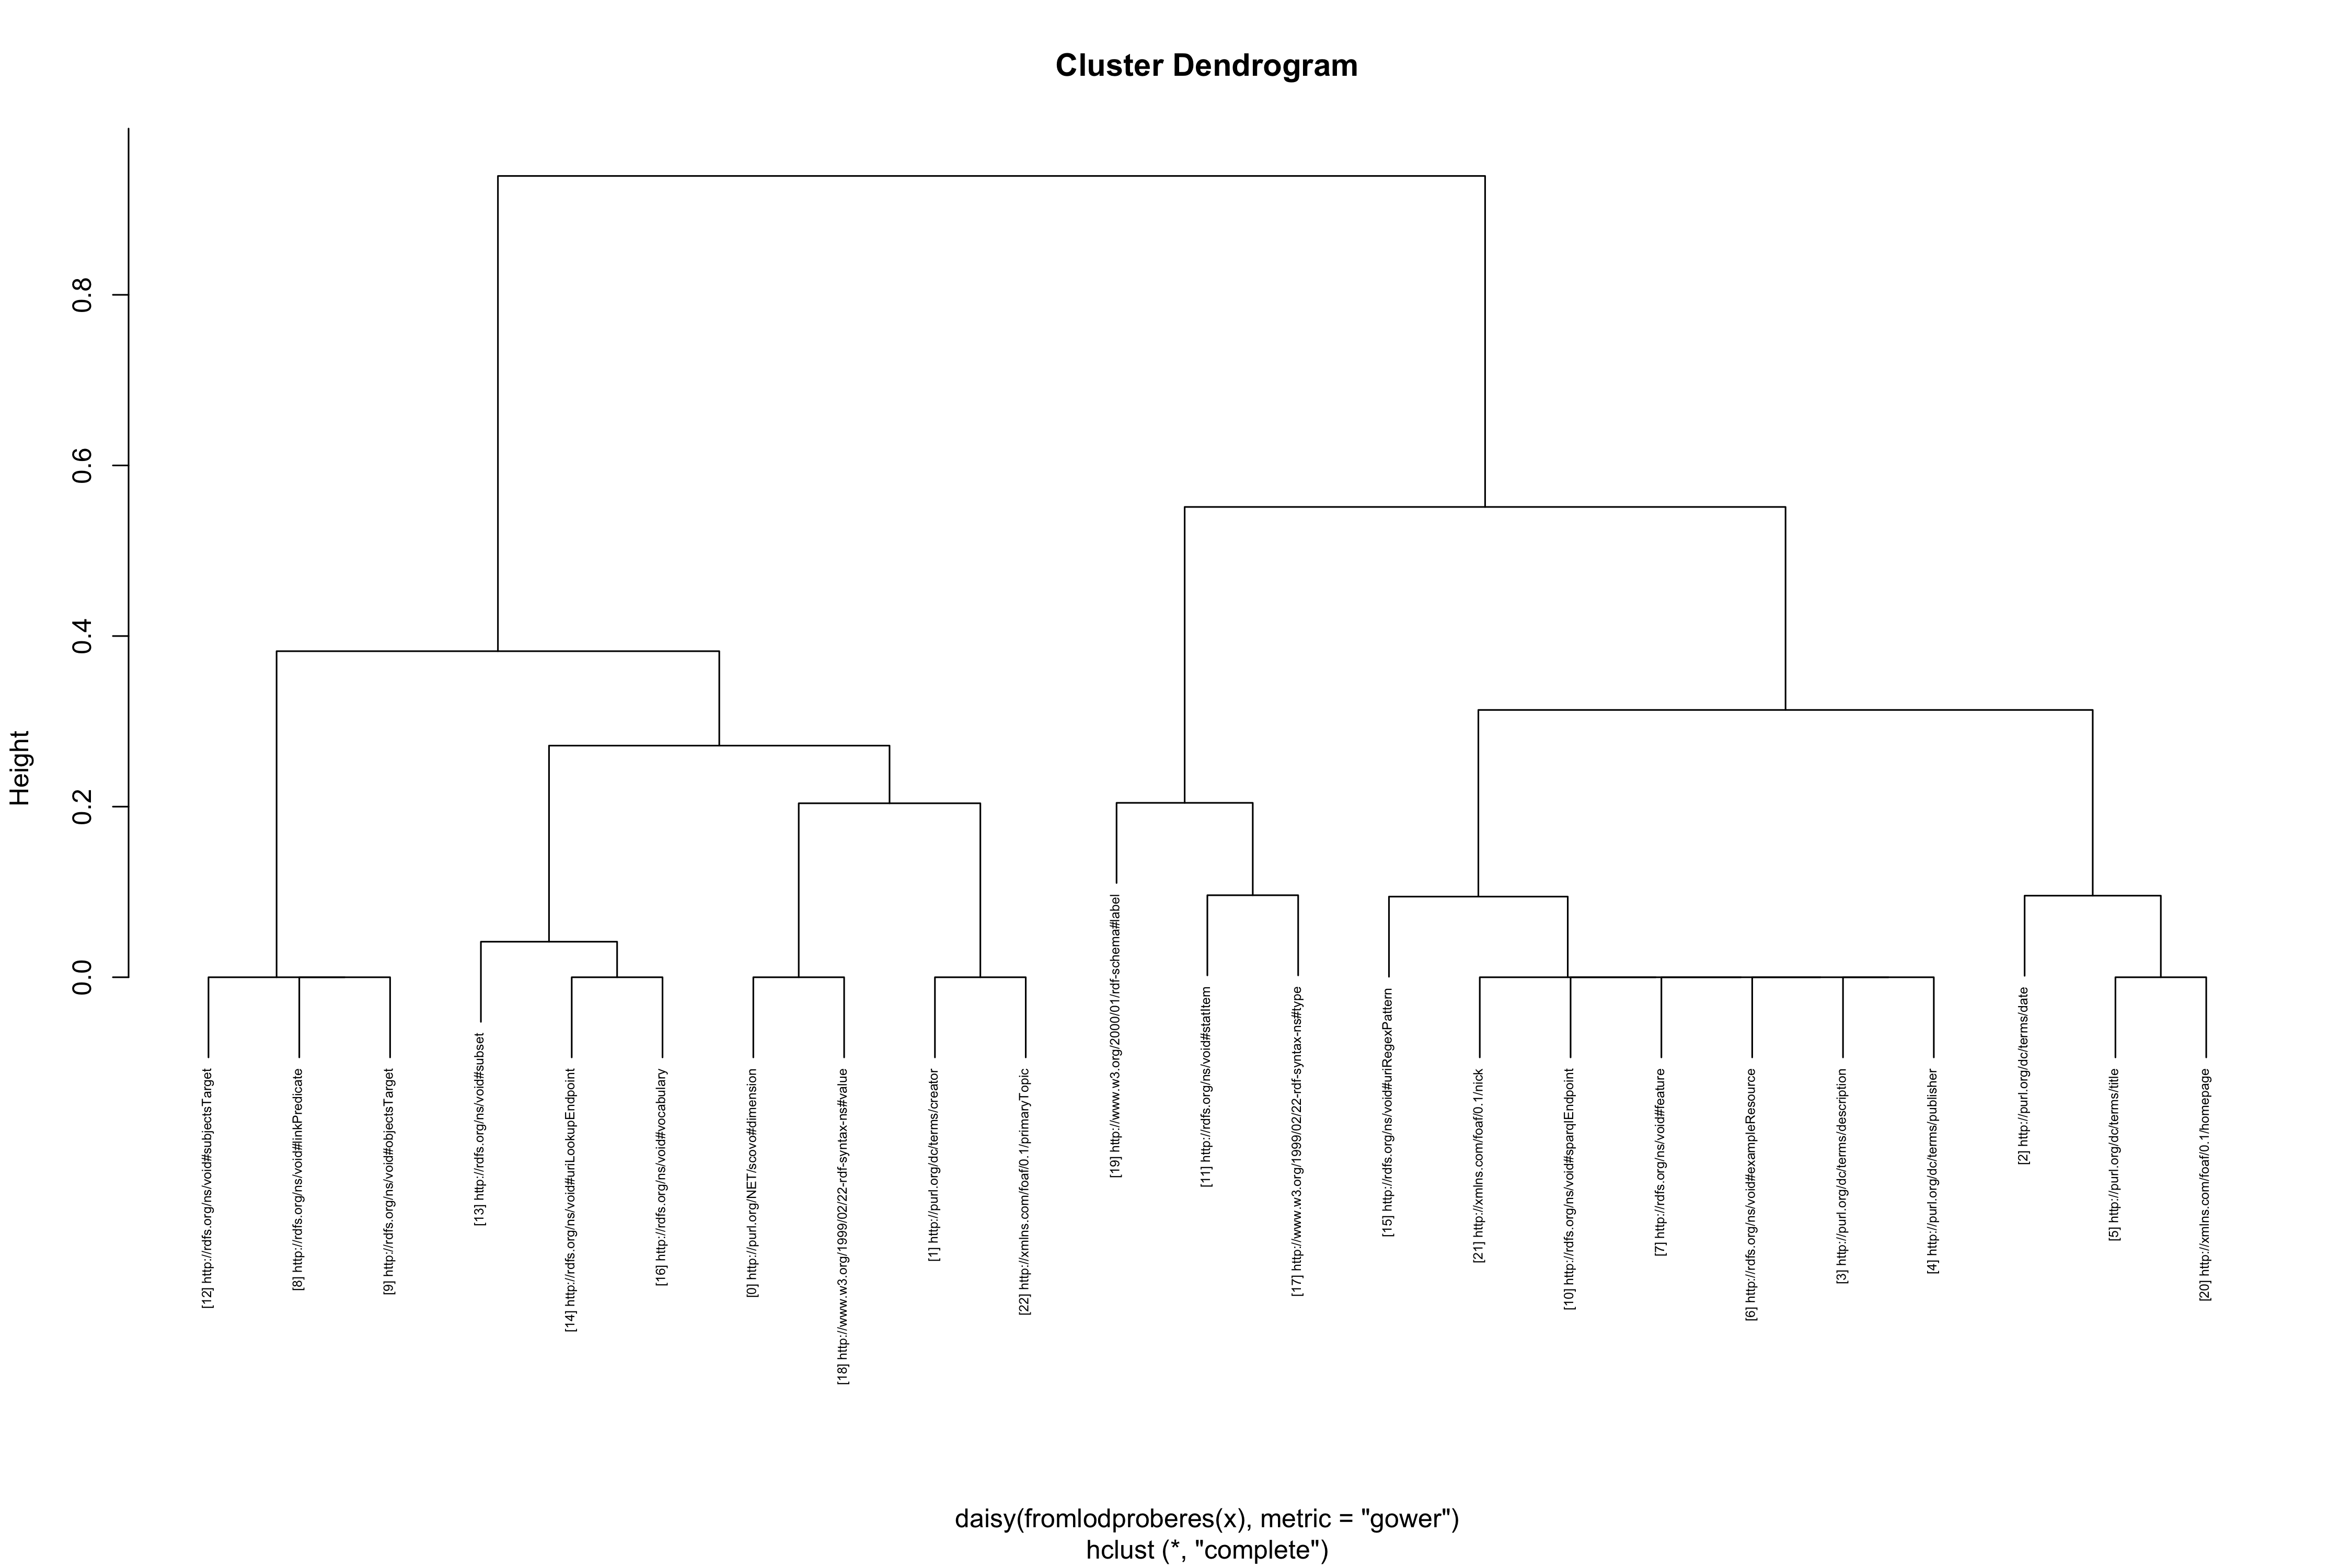 Cluster Dendrogram
Height
0.0
0.2
0.4
0.6
0.8
[12] http://rdfs.org/ns/void#subjectsTarget
[8] http://rdfs.org/ns/void#linkPredicate
[9] http://rdfs.org/ns/void#objectsTarget
[13] http://rdfs.org/ns/void#subset
[14] http://rdfs.org/ns/void#uriLookupEndpoint
[16] http://rdfs.org/ns/void#vocabulary
[0] http://purl.org/NET/scovo#dimension
[18] http://www.w3.org/1999/02/22-rdf-syntax-ns#value
[1] http://purl.org/dc/terms/creator
[22] http://xmlns.com/foaf/0.1/primaryTopic
[19] http://www.w3.org/2000/01/rdf-schema#label
[11] http://rdfs.org/ns/void#statItem
[17] http://www.w3.org/1999/02/22-rdf-syntax-ns#type
[15] http://rdfs.org/ns/void#uriRegexPattern
[21] http://xmlns.com/foaf/0.1/nick
[10] http://rdfs.org/ns/void#sparqlEndpoint
[7] http://rdfs.org/ns/void#feature
[6] http://rdfs.org/ns/void#exampleResource
[3] http://purl.org/dc/terms/description
[4] http://purl.org/dc/terms/publisher
[2] http://purl.org/dc/terms/date
[5] http://purl.org/dc/terms/title
[20] http://xmlns.com/foaf/0.1/homepage
daisy(fromlodproberes(x), metric = "gower")
hclust (*, "complete")